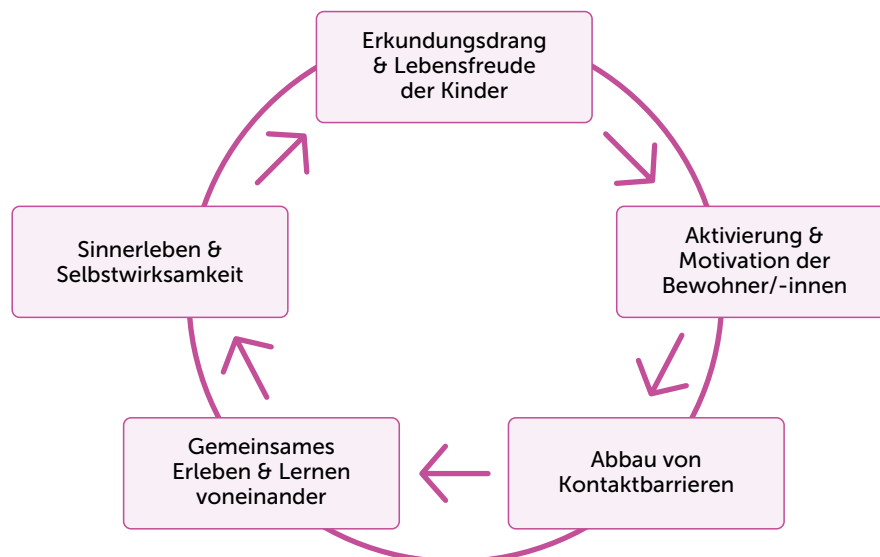 Erkundungsdrang
& Lebensfreude
der Kinder
Aktivierung &
Motivation der
Bewohner/-innen
Abbau von
Kontaktbarrieren
Gemeinsames
Erleben & Lernen
voneinander
Sinnerleben &
Selbstwirksamkeit